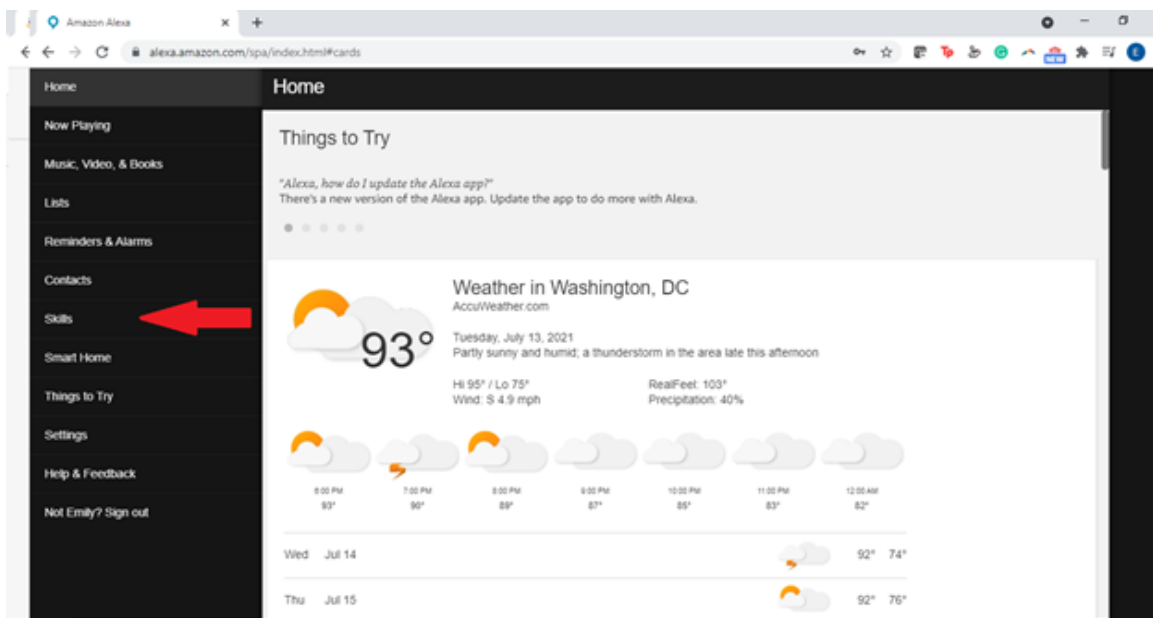 Amazon Alexa
alexa.amazon.com/spa/index.html#cards
Home
Now Playing
Music, Video, & Books
Lists
Reminders & Alarms
Contacts
Skills
Smart Home
Things to Try
Settings
Help & Feedback
Not Emily? Sign out
Home
Things to Try
"Alexa, how do I update the Alexa app?"
There's a new version of the Alexa app. Update the app to do more with Alexa.
93°
Weather in Washington, DC
AccuWeather.com
Tuesday, July 13, 2021
Partly sunny and humid; a thunderstorm in the area late this afternoon
Hi 95° / Lo 75° RealFeel: 103°
Wind: S 4.9 mph Precipitation: 40%
6:00 PM 7:00 PM 8:00 PM 9:00 PM 10:00 PM 11:00 PM 12:00 AM
93° 90° 89° 87° 85° 83° 82°
Wed Jul 14 92° 74°
Thu Jul 15 92° 76°